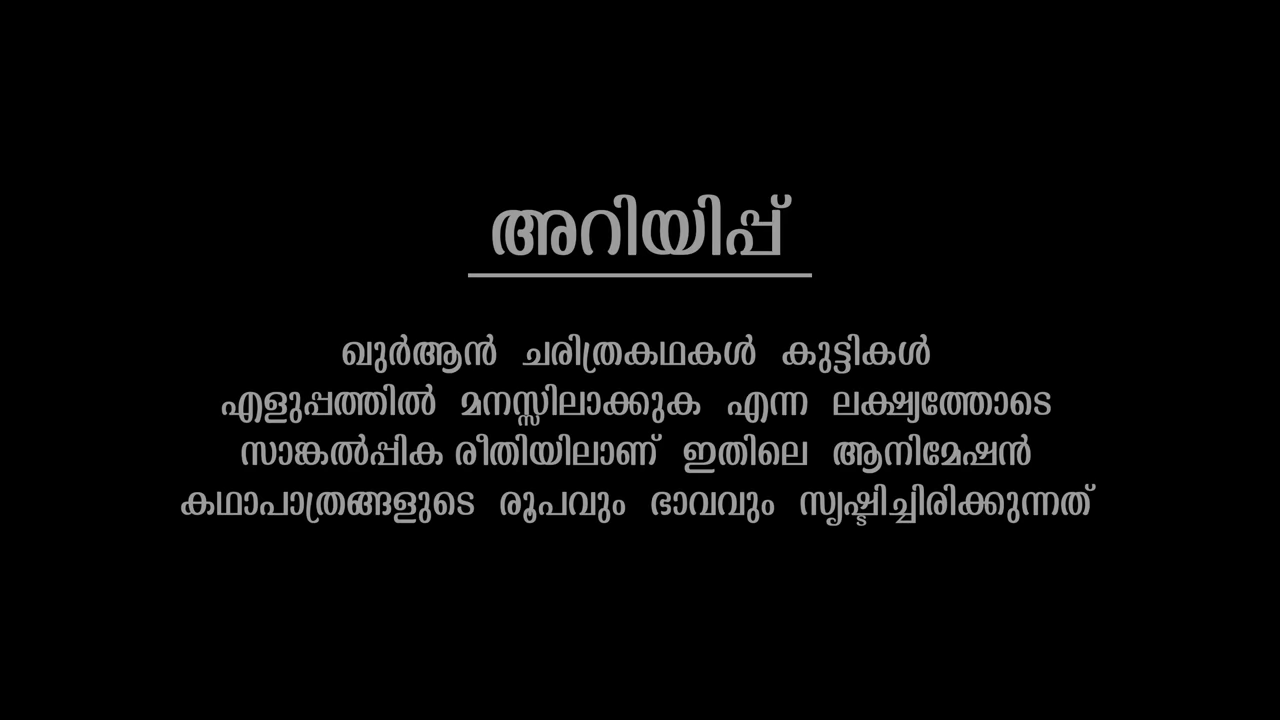 അറിയിപ്പ്
ഖുർആൻ ചരിത്രകഥകൾ കുട്ടികൾ
എളുപ്പത്തിൽ മനസ്സിലാക്കുക എന്ന ലക്ഷ്യത്തോടെ
സാങ്കൽപ്പിക രീതിയിലാണ് ഇതിലെ ആനിമേഷൻ
കഥാപാത്രങ്ങളുടെ രൂപവും ഭാവവും സൃഷ്ടിച്ചിരിക്കുന്നത്